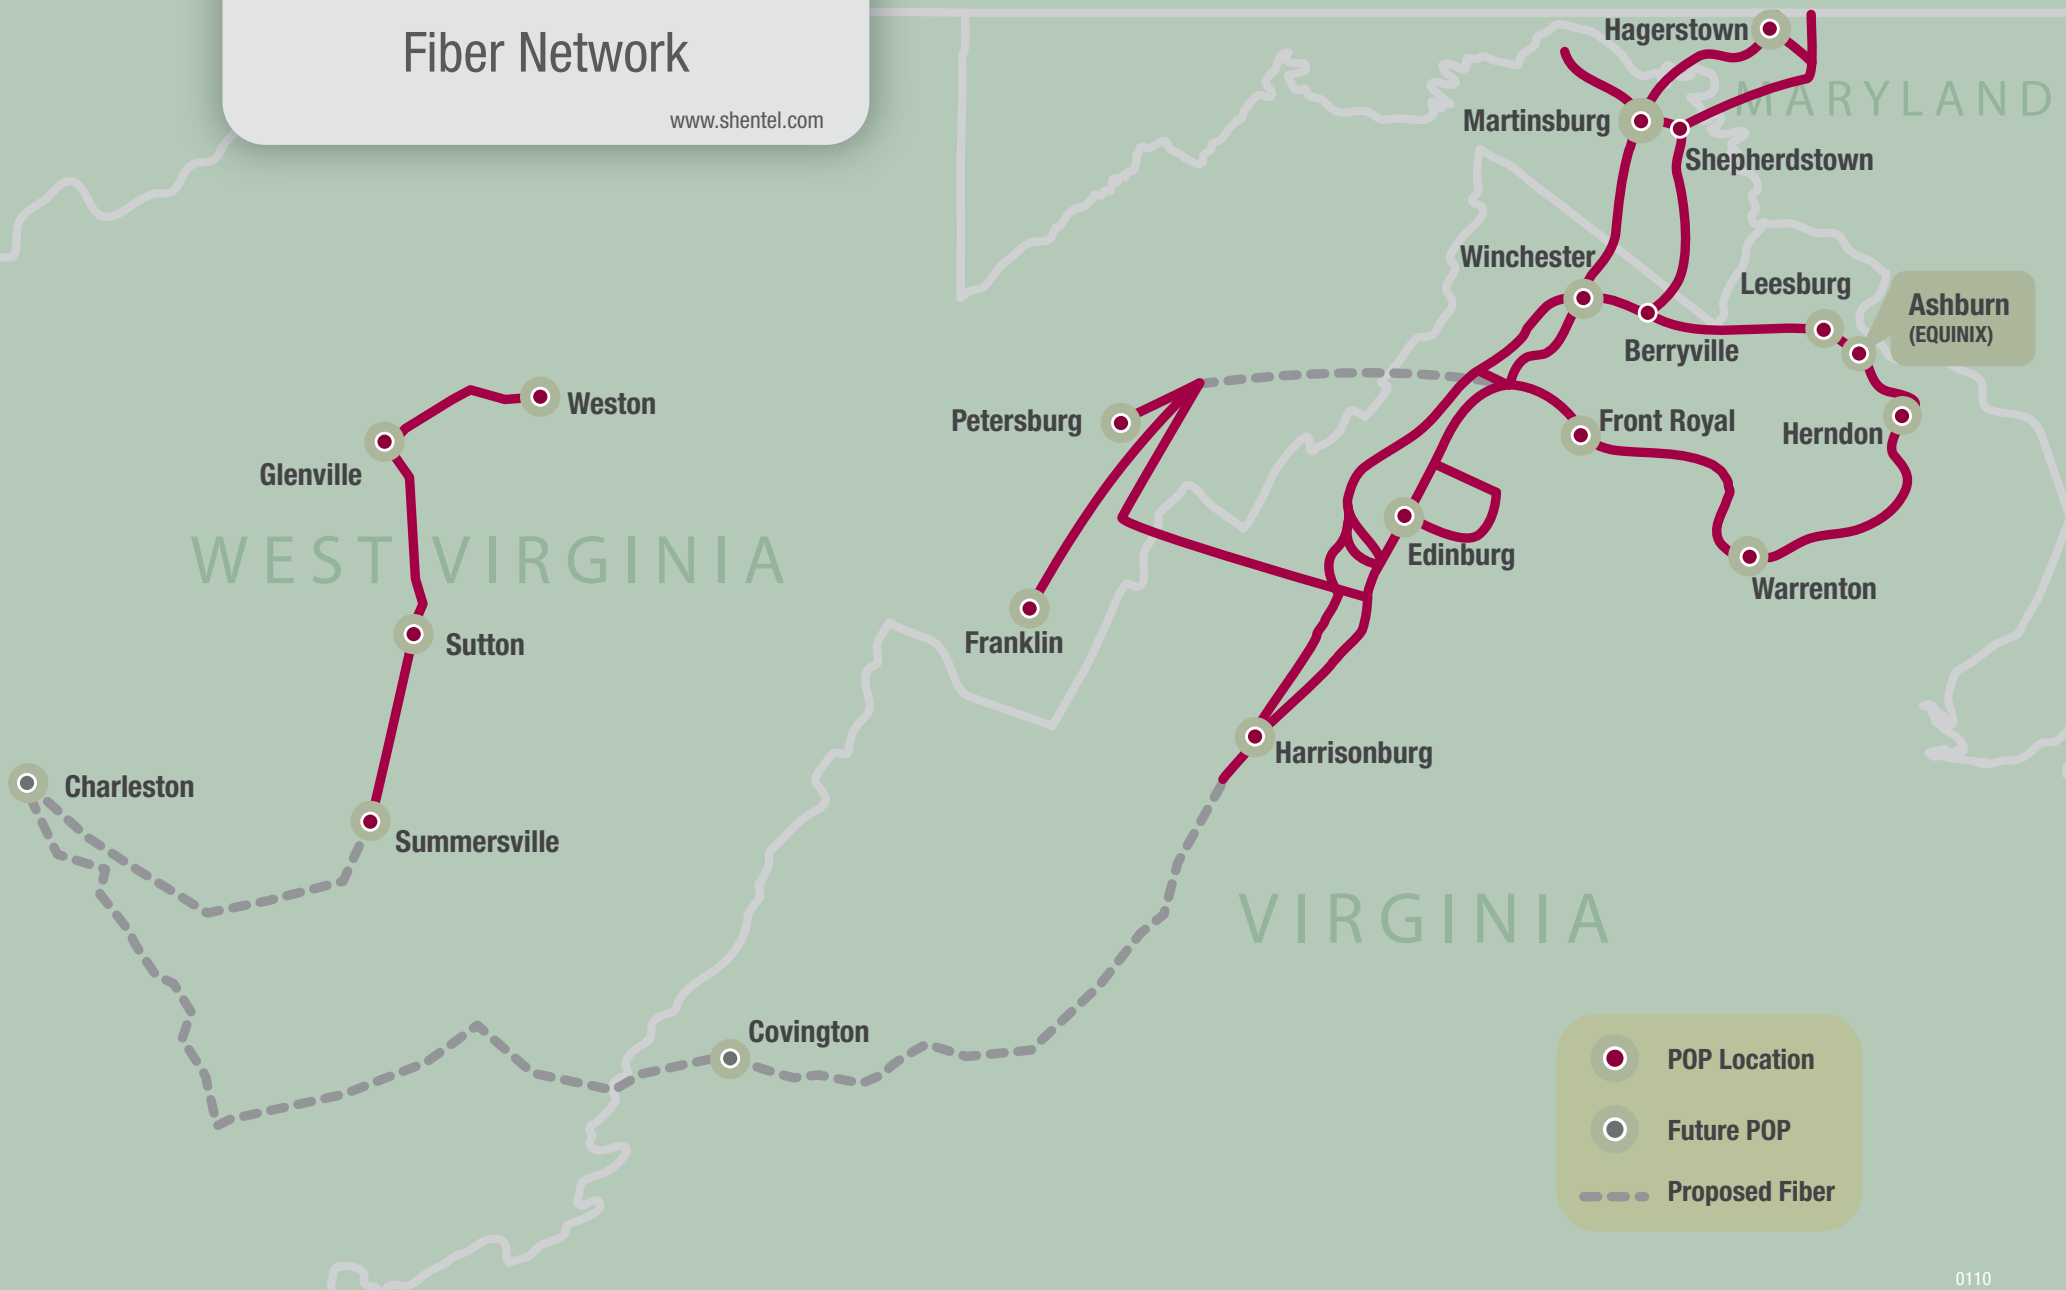 Fiber Network
www.shentel.com
Hagerstown
MARYLAND
Martinsburg
Shepherdstown
Winchester
Leesburg
Ashburn
(EQUINIX)
Berryville
Weston
Petersburg
Front Royal
Herndon
Glenville
WEST VIRGINIA
Edinburg
Warrenton
Sutton
Franklin
Harrisonburg
Charleston
Summersville
VIRGINIA
Covington
POP Location
Future POP
Proposed Fiber
0110